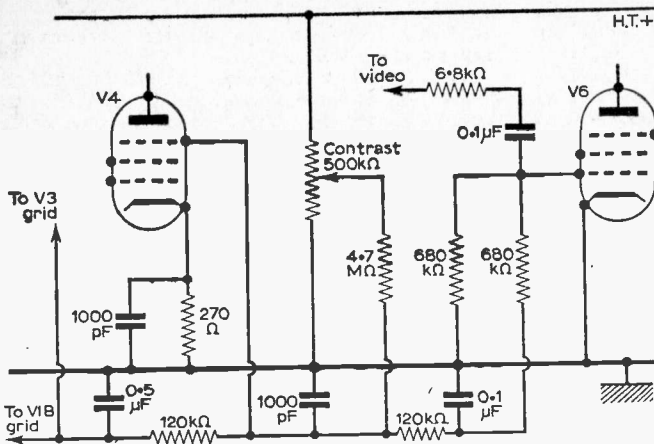 H.T.+
To
video
6·8kΩ
V4
V6
0·1µF
Contrast
500kΩ
To V3
grid
4·7
MΩ
680
kΩ
680
kΩ
1000
pF
270
Ω
0·5
µF
1000
pF
0·1
µF
To V1B
grid
120kΩ
120kΩ